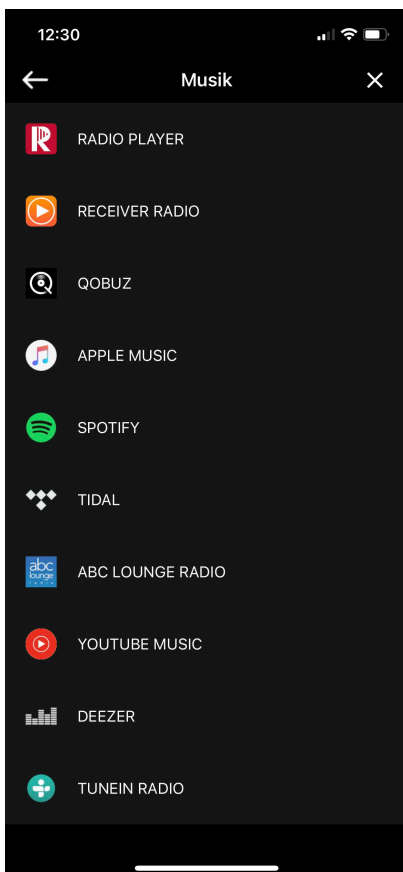 12:30
Musik
RADIO PLAYER
RECEIVER RADIO
QOBUZ
APPLE MUSIC
SPOTIFY
TIDAL
abc
lounge
radio
ABC LOUNGE RADIO
YOUTUBE MUSIC
DEEZER
TUNEIN RADIO